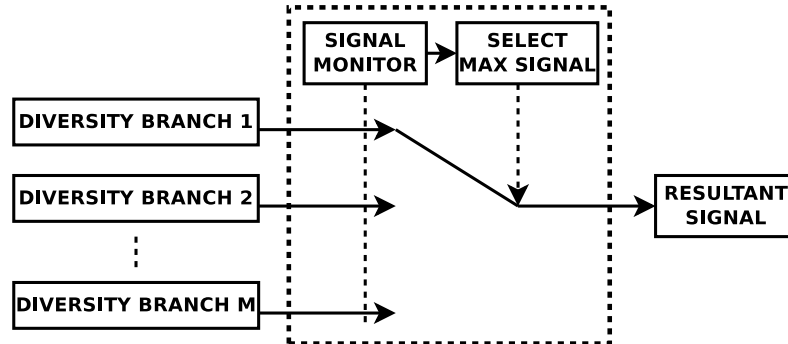 SIGNAL
MONITOR
SELECT
MAX SIGNAL
DIVERSITY BRANCH 1
DIVERSITY BRANCH 2
DIVERSITY BRANCH M
RESULTANT
SIGNAL